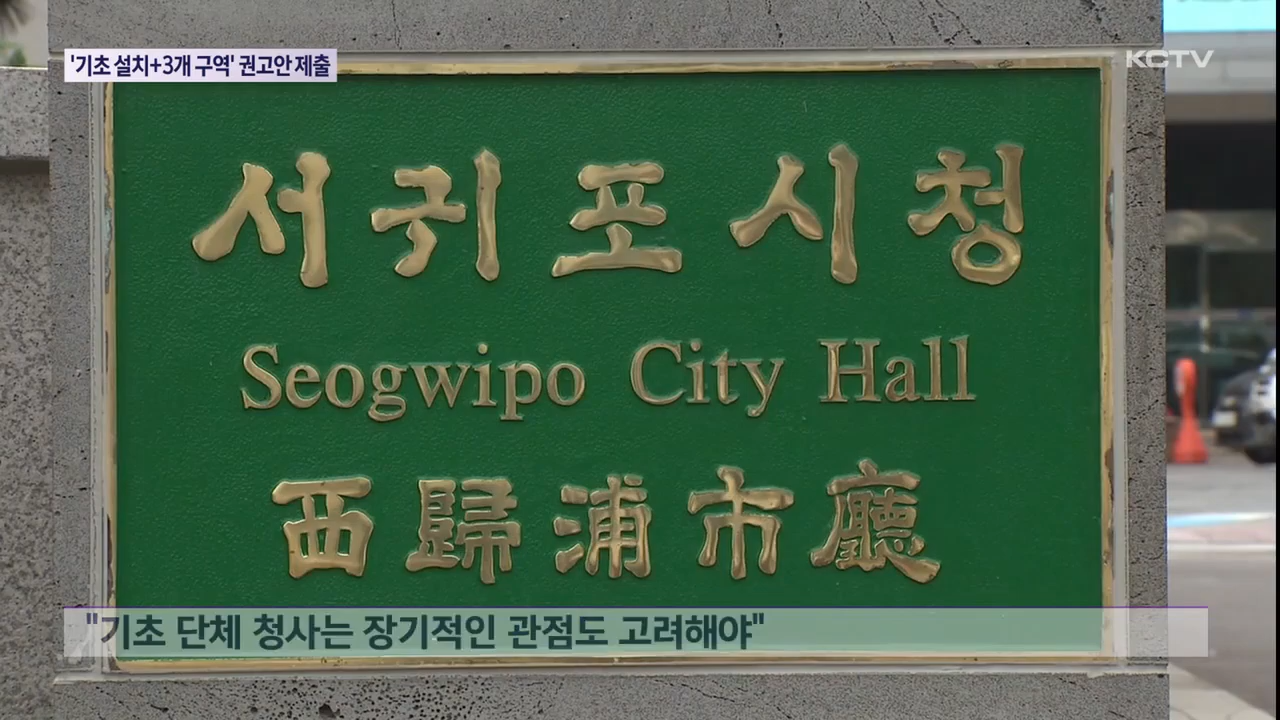 '기초 설치+3개 구역' 권고안 제출
KCTV
서귀포시청
Seogwipo City Hall
西歸浦市廳
"기초 단체 청사는 장기적인 관점도 고려해야"